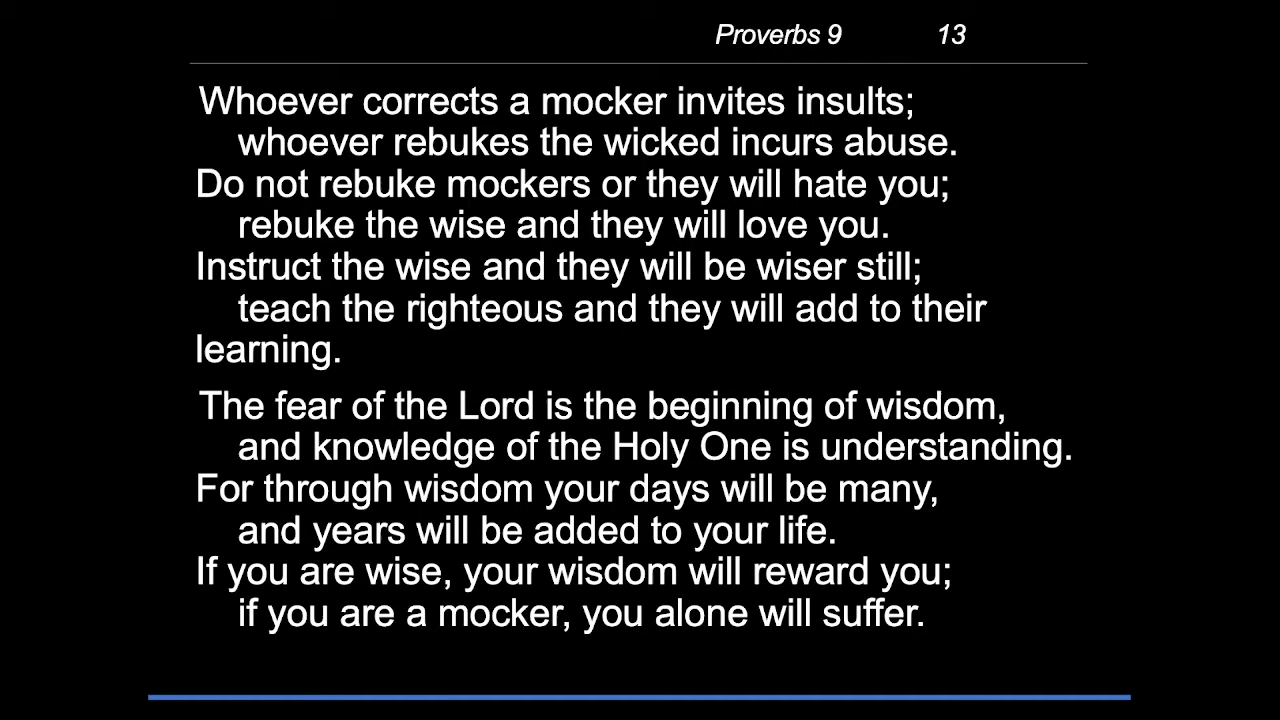 Proverbs 9 13
Whoever corrects a mocker invites insults;
whoever rebukes the wicked incurs abuse.
Do not rebuke mockers or they will hate you;
rebuke the wise and they will love you.
Instruct the wise and they will be wiser still;
teach the righteous and they will add to their
learning.
The fear of the Lord is the beginning of wisdom,
and knowledge of the Holy One is understanding.
For through wisdom your days will be many,
and years will be added to your life.
If you are wise, your wisdom will reward you;
if you are a mocker, you alone will suffer.